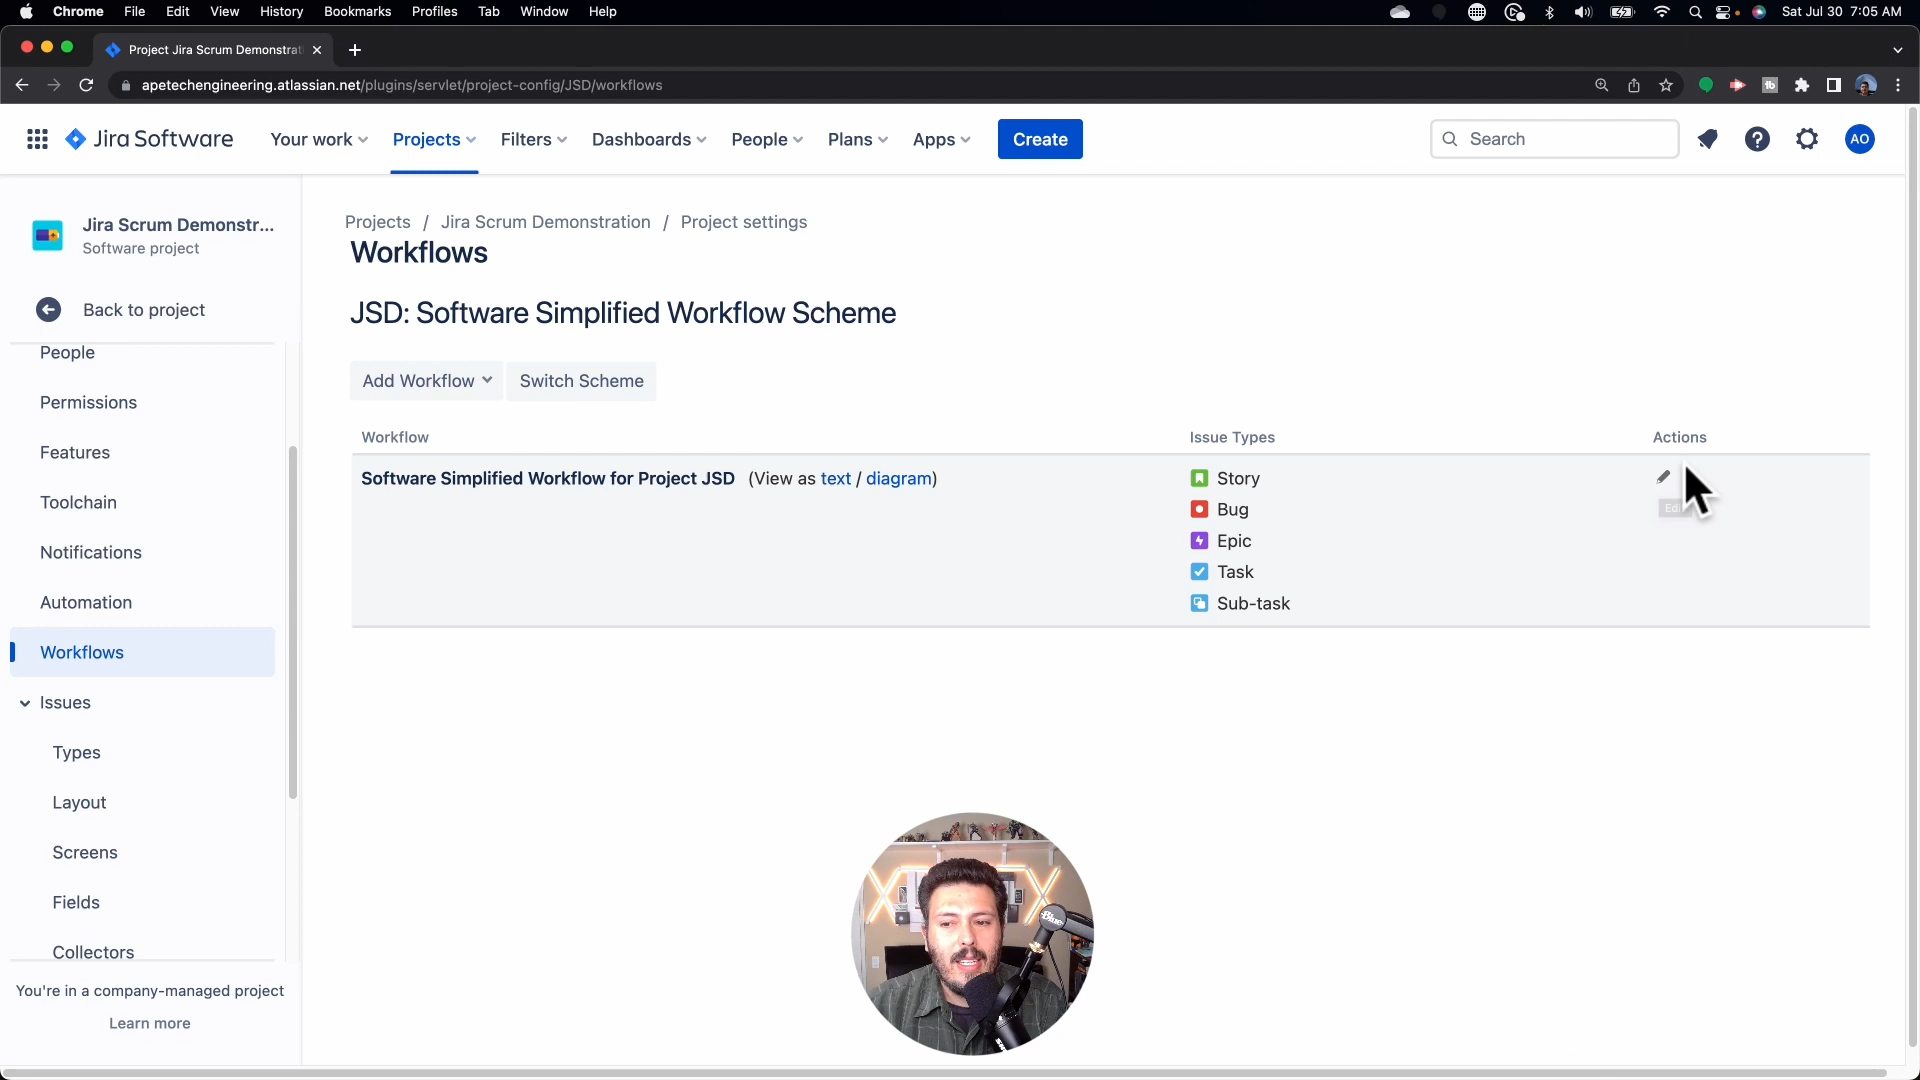 Chrome File Edit View History Bookmarks Profiles Tab Window Help Sat Jul 30 7:05 AM
Project Jira Scrum Demonstrati
apetechengineering.atlassian.net/plugins/servlet/project-config/JSD/workflows
Jira Software Your work Projects Filters Dashboards People Plans Apps Create Search AO
Jira Scrum Demonstr...
Software project
Back to project
People
Permissions
Features
Toolchain
Notifications
Automation
Workflows
Issues
Types
Layout
Screens
Fields
Collectors
You're in a company-managed project
Learn more
Projects / Jira Scrum Demonstration / Project settings
Workflows
JSD: Software Simplified Workflow Scheme
Add Workflow Switch Scheme
Workflow Issue Types Actions
Software Simplified Workflow for Project JSD (View as text / diagram) Story
Bug
Epic
Task
Sub-task
Blue